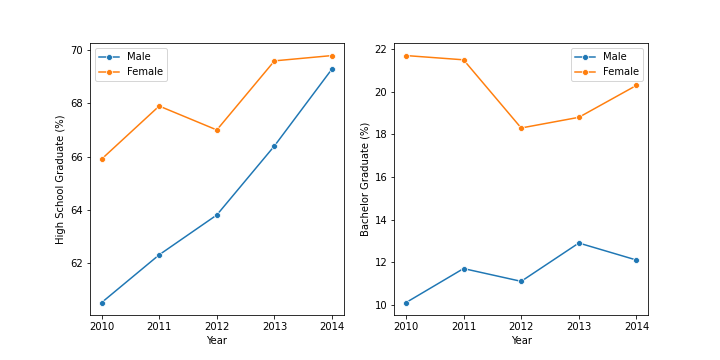 70
68
66
64
62
High School Graduate (%)
Male
Female
2010 2011 2012 2013 2014
Year
22
20
18
16
14
12
10
Bachelor Graduate (%)
Male
Female
2010 2011 2012 2013 2014
Year